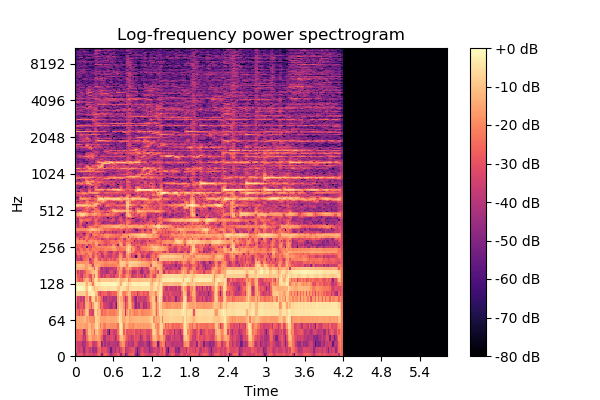 Log-frequency power spectrogram
8192
4096
2048
1024
512
256
128
64
0
Hz
0 0.6 1.2 1.8 2.4 3 3.6 4.2 4.8 5.4
Time
+0 dB
-10 dB
-20 dB
-30 dB
-40 dB
-50 dB
-60 dB
-70 dB
-80 dB